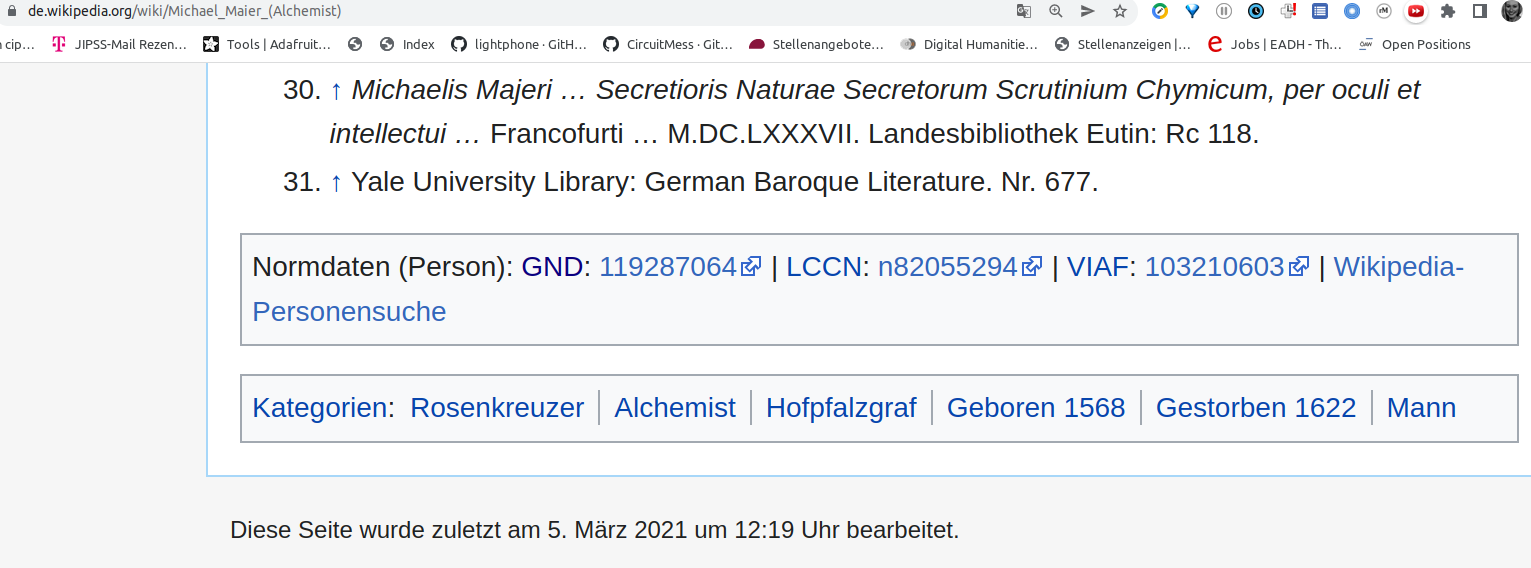 de.wikipedia.org/wiki/Michael_Maier_(Alchemist)
cip… JIPSS-Mail Rezen… Tools | Adafruit… Index lightphone · GitH… CircuitMess · Git… Stellenangebote… Digital Humanitie… Stellenanzeigen |… Jobs | EADH - Th… Open Positions
30. ↑ Michaelis Majeri … Secretioris Naturae Secretorum Scrutinium Chymicum, per oculi et
intellectui … Francofurti … M.DC.LXXXVII. Landesbibliothek Eutin: Rc 118.
31. ↑ Yale University Library: German Baroque Literature. Nr. 677.
Normdaten (Person): GND: 119287064 | LCCN: n82055294 | VIAF: 103210603 | Wikipedia-
Personensuche
Kategorien: Rosenkreuzer | Alchemist | Hofpfalzgraf | Geboren 1568 | Gestorben 1622 | Mann
Diese Seite wurde zuletzt am 5. März 2021 um 12:19 Uhr bearbeitet.